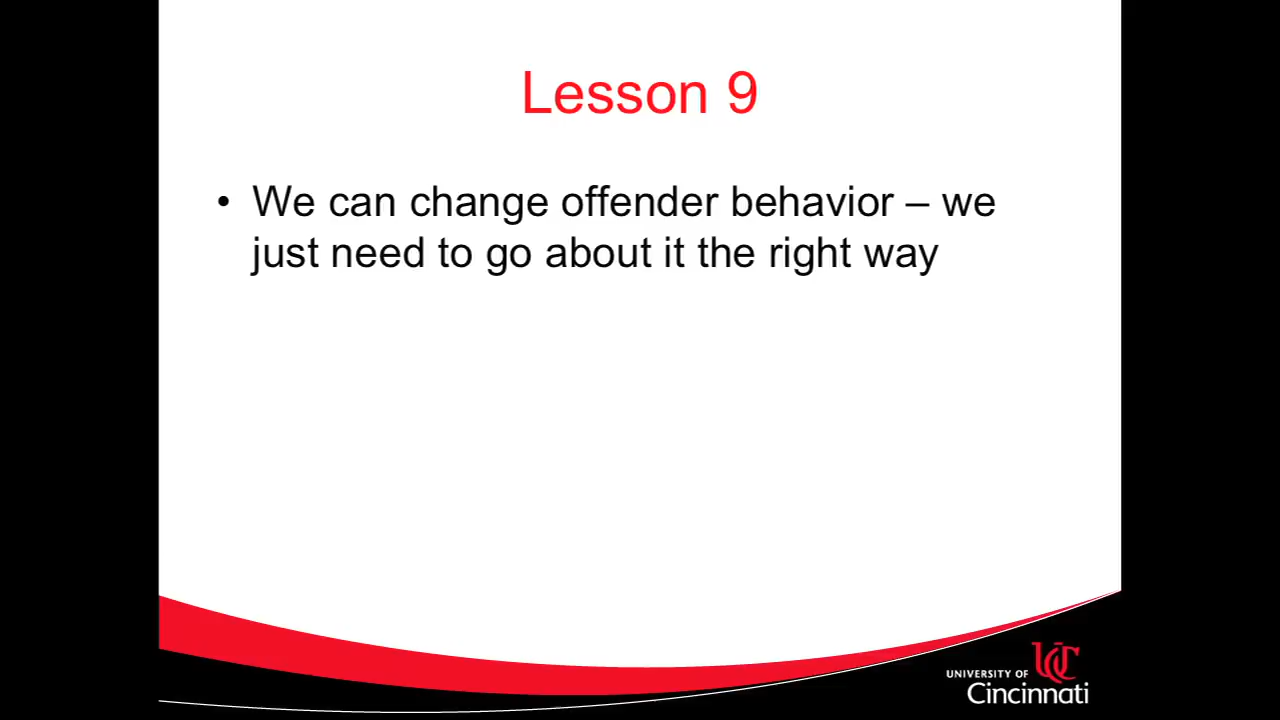 Lesson 9
• We can change offender behavior – we
just need to go about it the right way
UNIVERSITY OF
Cincinnati
UC